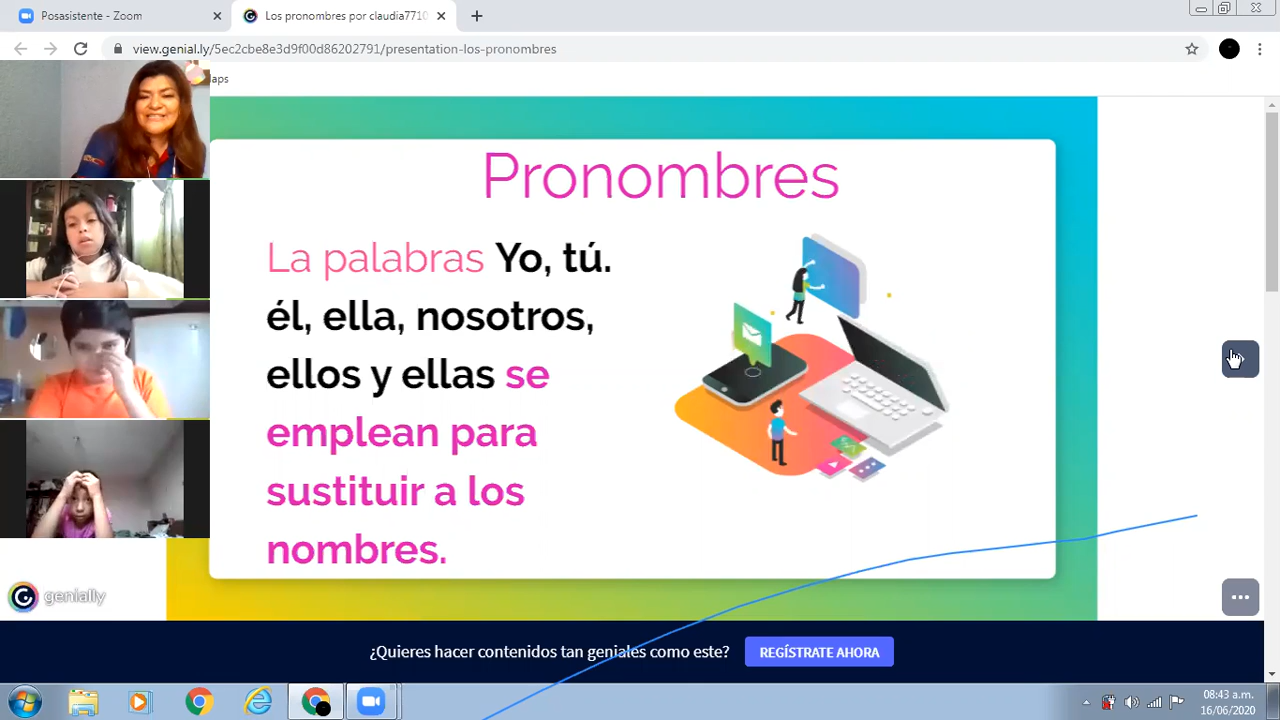 Posasistente - Zoom
Los pronombres por claudia7710
view.genial.ly/5ec2cbe8e3d9f00d86202791/presentation-los-pronombres
aps
Pronombres
La palabras Yo, tú.
él, ella, nosotros,
ellos y ellas se
emplean para
sustituir a los
nombres.
genially
¿Quieres hacer contenidos tan geniales como este?
REGÍSTRATE AHORA
08:43 a.m.
16/06/2020